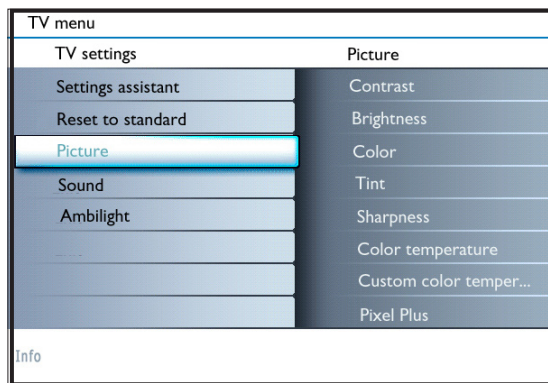 TV menu
TV settings
Picture
Settings assistant
Contrast
Reset to standard
Brightness
Picture
Color
Sound
Tint
Ambilight
Sharpness
Color temperature
Custom color temper...
Pixel Plus
Info